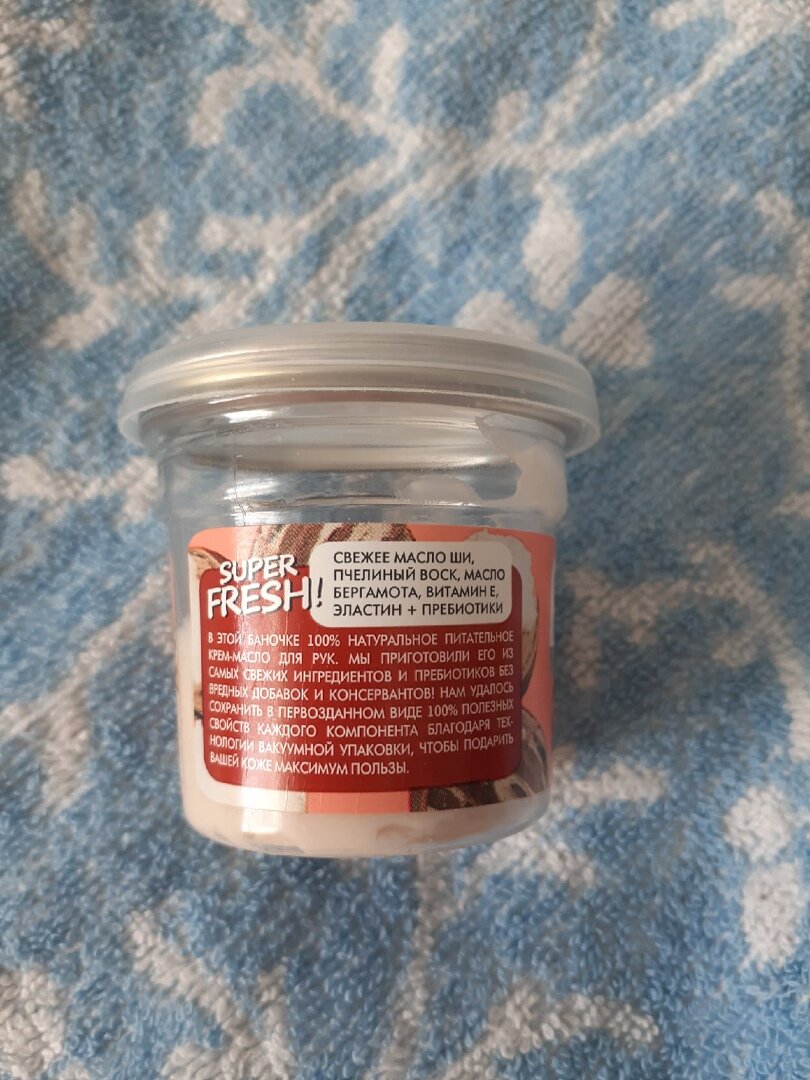 SUPER
FRESH!
СВЕЖЕЕ МАСЛО ШИ,
ПЧЕЛИНЫЙ ВОСК, МАСЛО
БЕРГАМОТА, ВИТАМИН Е,
ЭЛАСТИН + ПРЕБИОТИКИ
В ЭТОЙ БАНОЧКЕ 100% НАТУРАЛЬНОЕ ПИТАТЕЛЬНОЕ
КРЕМ-МАСЛО ДЛЯ РУК. МЫ ПРИГОТОВИЛИ ЕГО ИЗ
САМЫХ СВЕЖИХ ИНГРЕДИЕНТОВ И ПРЕБИОТИКОВ БЕЗ
ВРЕДНЫХ ДОБАВОК И КОНСЕРВАНТОВ! НАМ УДАЛОСЬ
СОХРАНИТЬ В ПЕРВОЗДАННОМ ВИДЕ 100% ПОЛЕЗНЫХ
СВОЙСТВ КАЖДОГО КОМПОНЕНТА БЛАГОДАРЯ ТЕХ-
НОЛОГИИ ВАКУУМНОЙ УПАКОВКИ, ЧТОБЫ ПОДАРИТЬ
ВАШЕЙ КОЖЕ МАКСИМУМ ПОЛЬЗЫ.